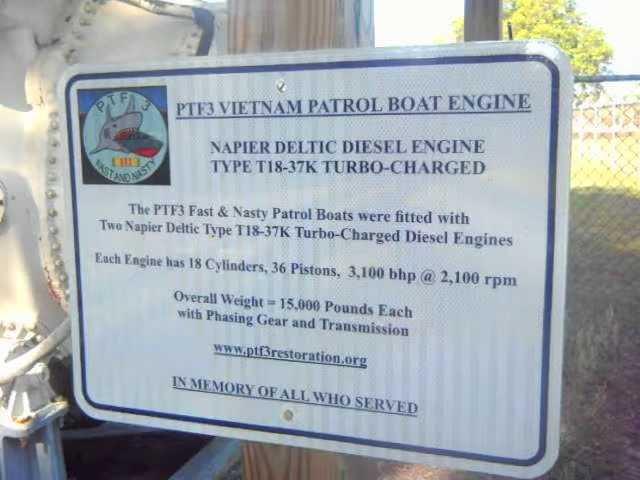 PTF 3
FAST AND NASTY
PTF3 VIETNAM PATROL BOAT ENGINE
NAPIER DELTIC DIESEL ENGINE
TYPE T18-37K TURBO-CHARGED
The PTF3 Fast & Nasty Patrol Boats were fitted with
Two Napier Deltic Type T18-37K Turbo-Charged Diesel Engines
Each Engine has 18 Cylinders, 36 Pistons, 3,100 bhp @ 2,100 rpm
Overall Weight = 15,000 Pounds Each
with Phasing Gear and Transmission
www.ptf3restoration.org
IN MEMORY OF ALL WHO SERVED